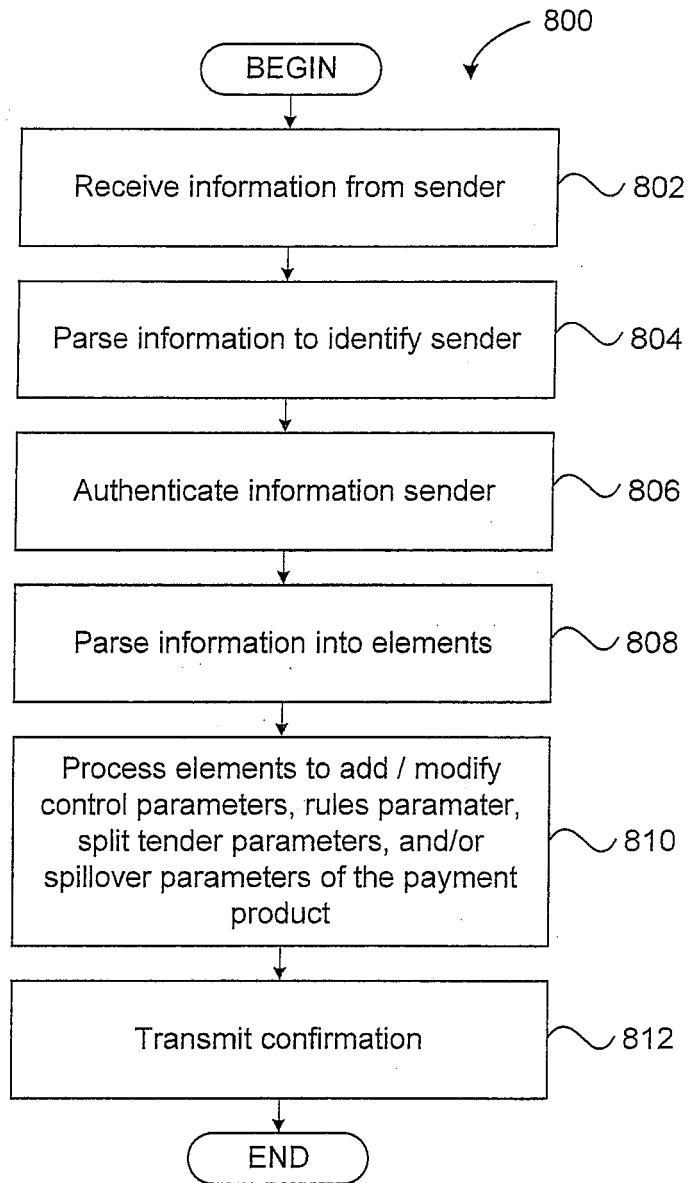 800
BEGIN
Receive information from sender
802
Parse information to identify sender
804
Authenticate information sender
806
Parse information into elements
808
Process elements to add / modify
control parameters, rules paramater,
split tender parameters, and/or
spillover parameters of the payment
product
810
Transmit confirmation
812
END